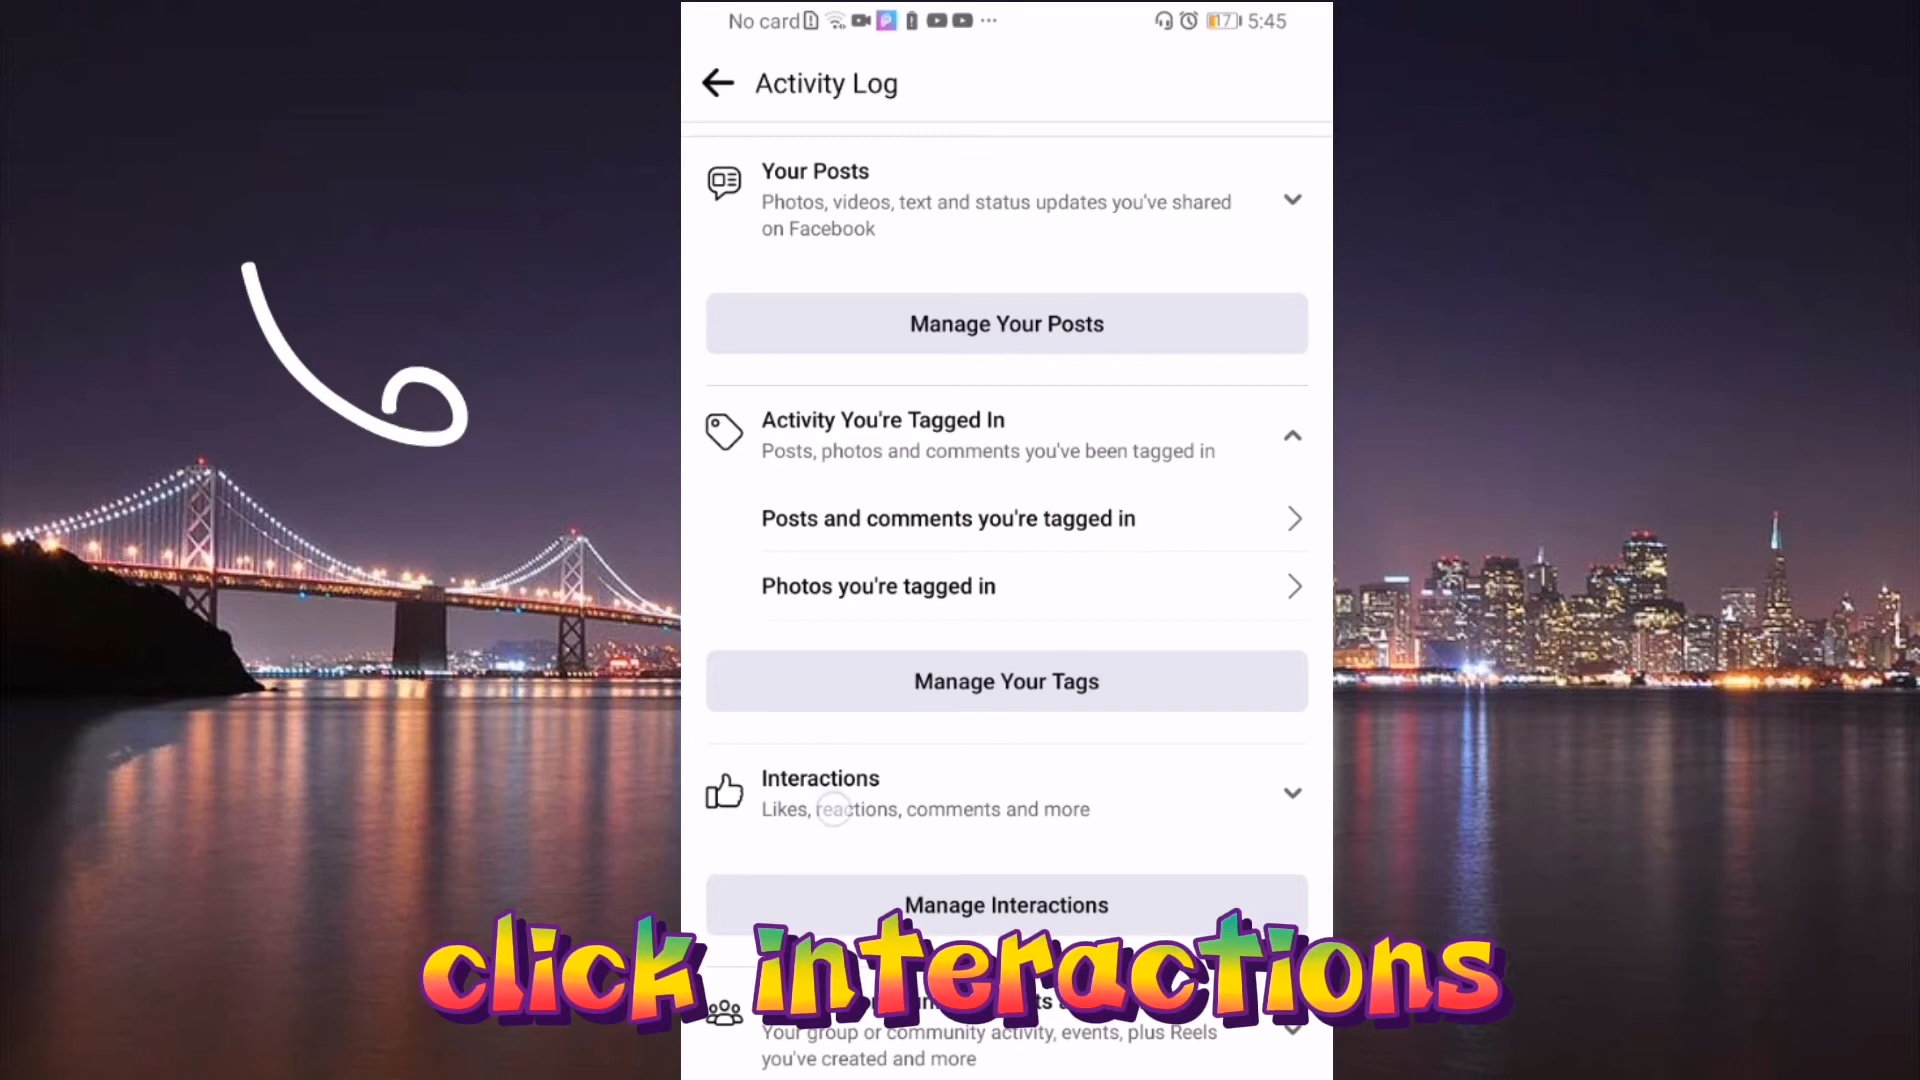 No card 17 5:45
Activity Log
Your Posts
Photos, videos, text and status updates you've shared
on Facebook
Manage Your Posts
Activity You're Tagged In
Posts, photos and comments you've been tagged in
Posts and comments you're tagged in
Photos you're tagged in
Manage Your Tags
Interactions
Likes, reactions, comments and more
Manage Interactions
click interactions
Your group or community activity, events, plus Reels
you've created and more